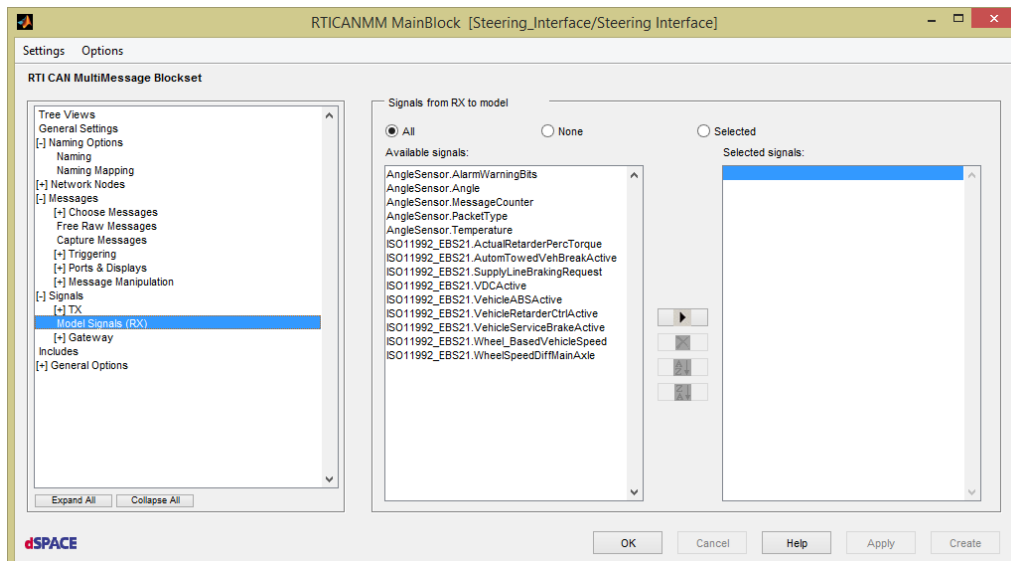 RTICANMM MainBlock [Steering_Interface/Steering Interface]
Settings Options
RTI CAN MultiMessage Blockset
Tree Views
General Settings
[-] Naming Options
Naming
Naming Mapping
[+] Network Nodes
[-] Messages
[+] Choose Messages
Free Raw Messages
Capture Messages
[+] Triggering
[+] Ports & Displays
[+] Message Manipulation
[-] Signals
[+] TX
Model Signals (RX)
[+] Gateway
Includes
[+] General Options
Expand All Collapse All
Signals from RX to model
All None Selected
Available signals: Selected signals:
AngleSensor.AlarmWarningBits
AngleSensor.Angle
AngleSensor.MessageCounter
AngleSensor.PacketType
AngleSensor.Temperature
ISO11992_EBS21.ActualRetarderPercTorque
ISO11992_EBS21.AutomTowedVehBreakActive
ISO11992_EBS21.SupplyLineBrakingRequest
ISO11992_EBS21.VDCActive
ISO11992_EBS21.VehicleABSActive
ISO11992_EBS21.VehicleRetarderCtrlActive
ISO11992_EBS21.VehicleServiceBrakeActive
ISO11992_EBS21.Wheel_BasedVehicleSpeed
ISO11992_EBS21.WheelSpeedDiffMainAxle
A Z
Z A
dSPACE
OK Cancel Help Apply Create